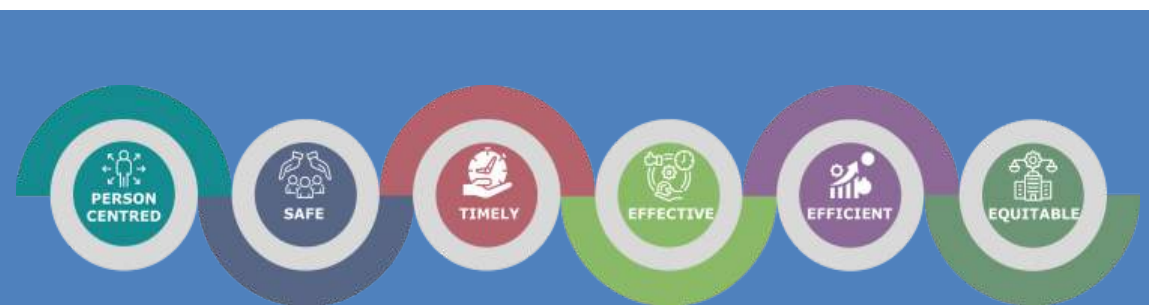 PERSON
CENTRED
SAFE
TIMELY
EFFECTIVE
EFFICIENT
EQUITABLE